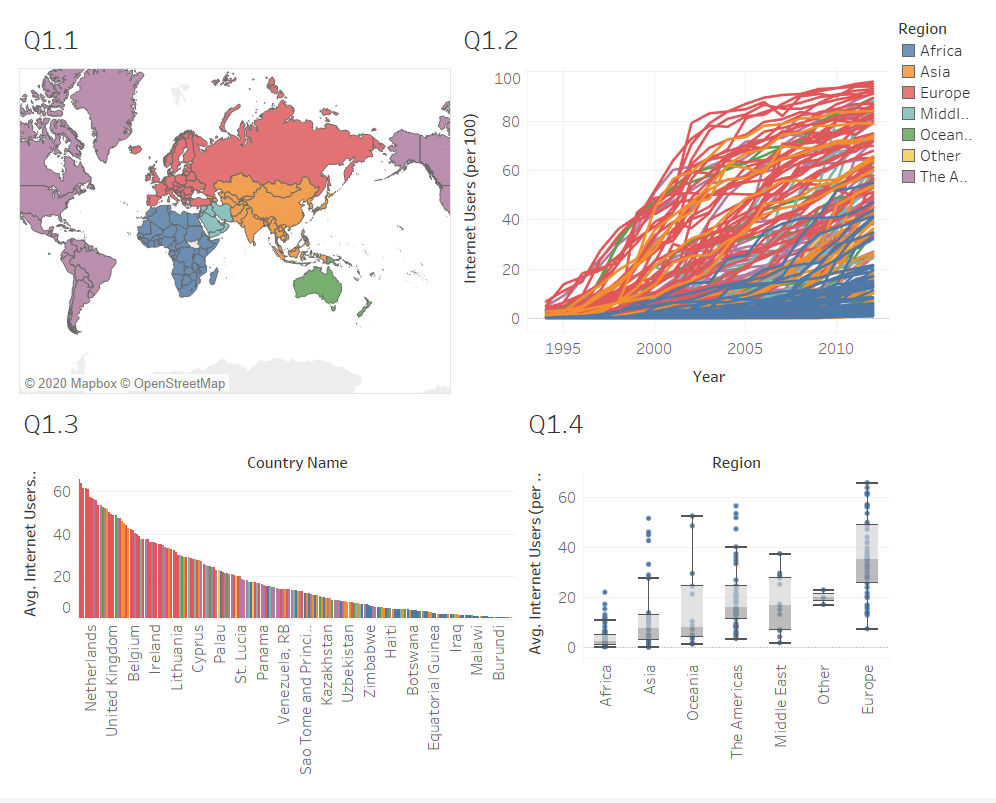 Q1.1
© 2020 Mapbox © OpenStreetMap
Q1.2
Internet Users (per 100)
100
80
60
40
20
0
1995 2000 2005 2010
Year
Region
Africa
Asia
Europe
Middl..
Ocean..
Other
The A..
Q1.3
Country Name
Avg. Internet Users..
60
40
20
0
Netherlands
United Kingdom
Belgium
Ireland
Lithuania
Cyprus
Palau
St. Lucia
Panama
Venezuela, RB
Sao Tome and Princi..
Kazakhstan
Uzbekistan
Zimbabwe
Haiti
Botswana
Equatorial Guinea
Iraq
Malawi
Burundi
Q1.4
Region
Avg. Internet Users (per ..
60
40
20
0
Africa
Asia
Oceania
The Americas
Middle East
Other
Europe